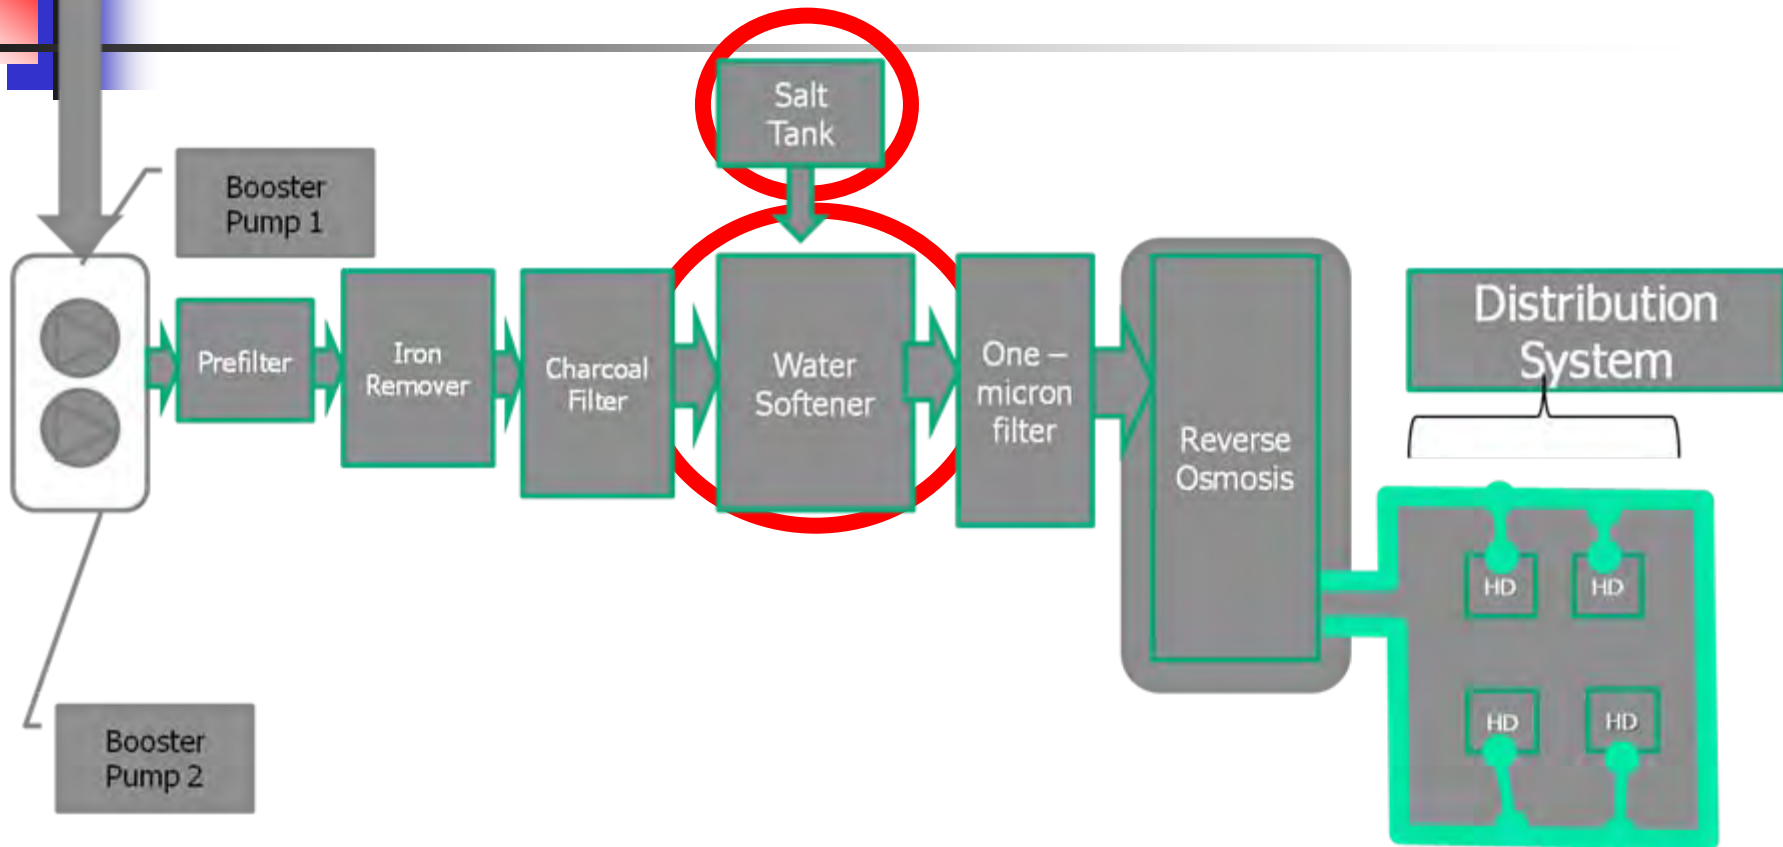 Salt
Tank
Booster
Pump 1
Prefilter
Iron
Remover
Charcoal
Filter
Water
Softener
One –
micron
filter
Reverse
Osmosis
Distribution
System
HD
HD
HD
HD
Booster
Pump 2